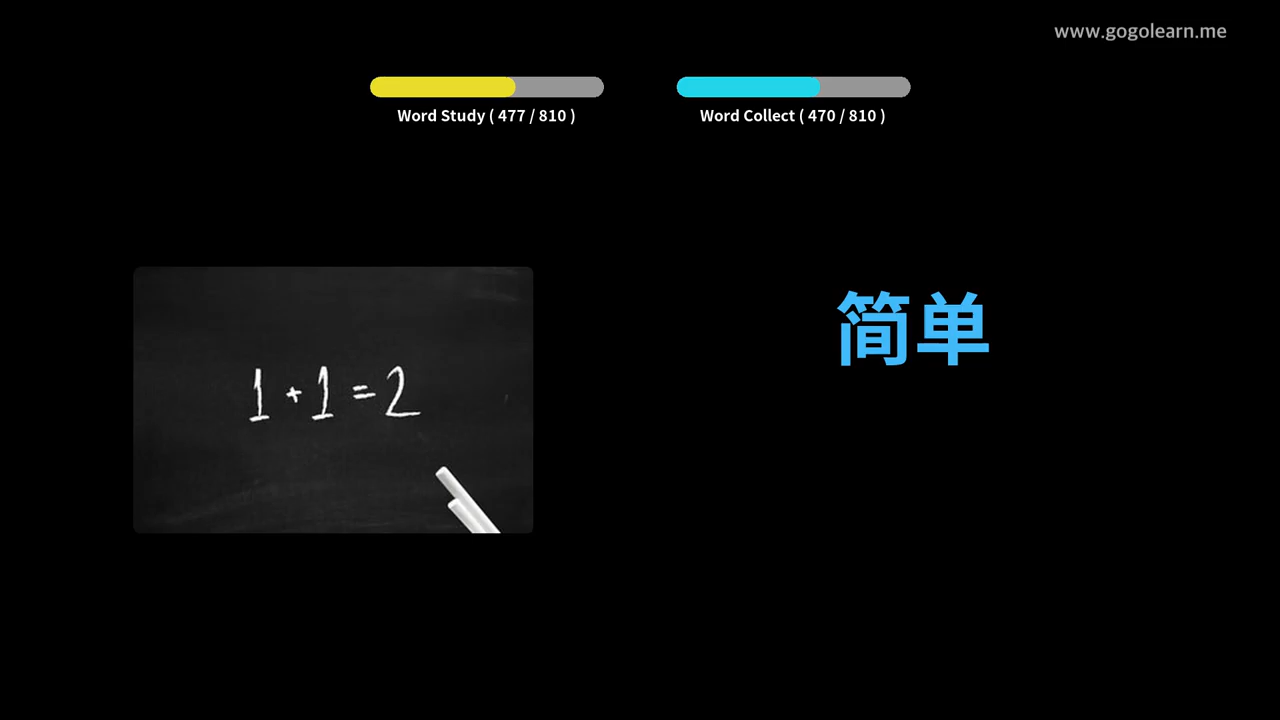 www.gogolearn.me
Word Study ( 477 / 810 )
Word Collect ( 470 / 810 )
简单
1 + 1 = 2